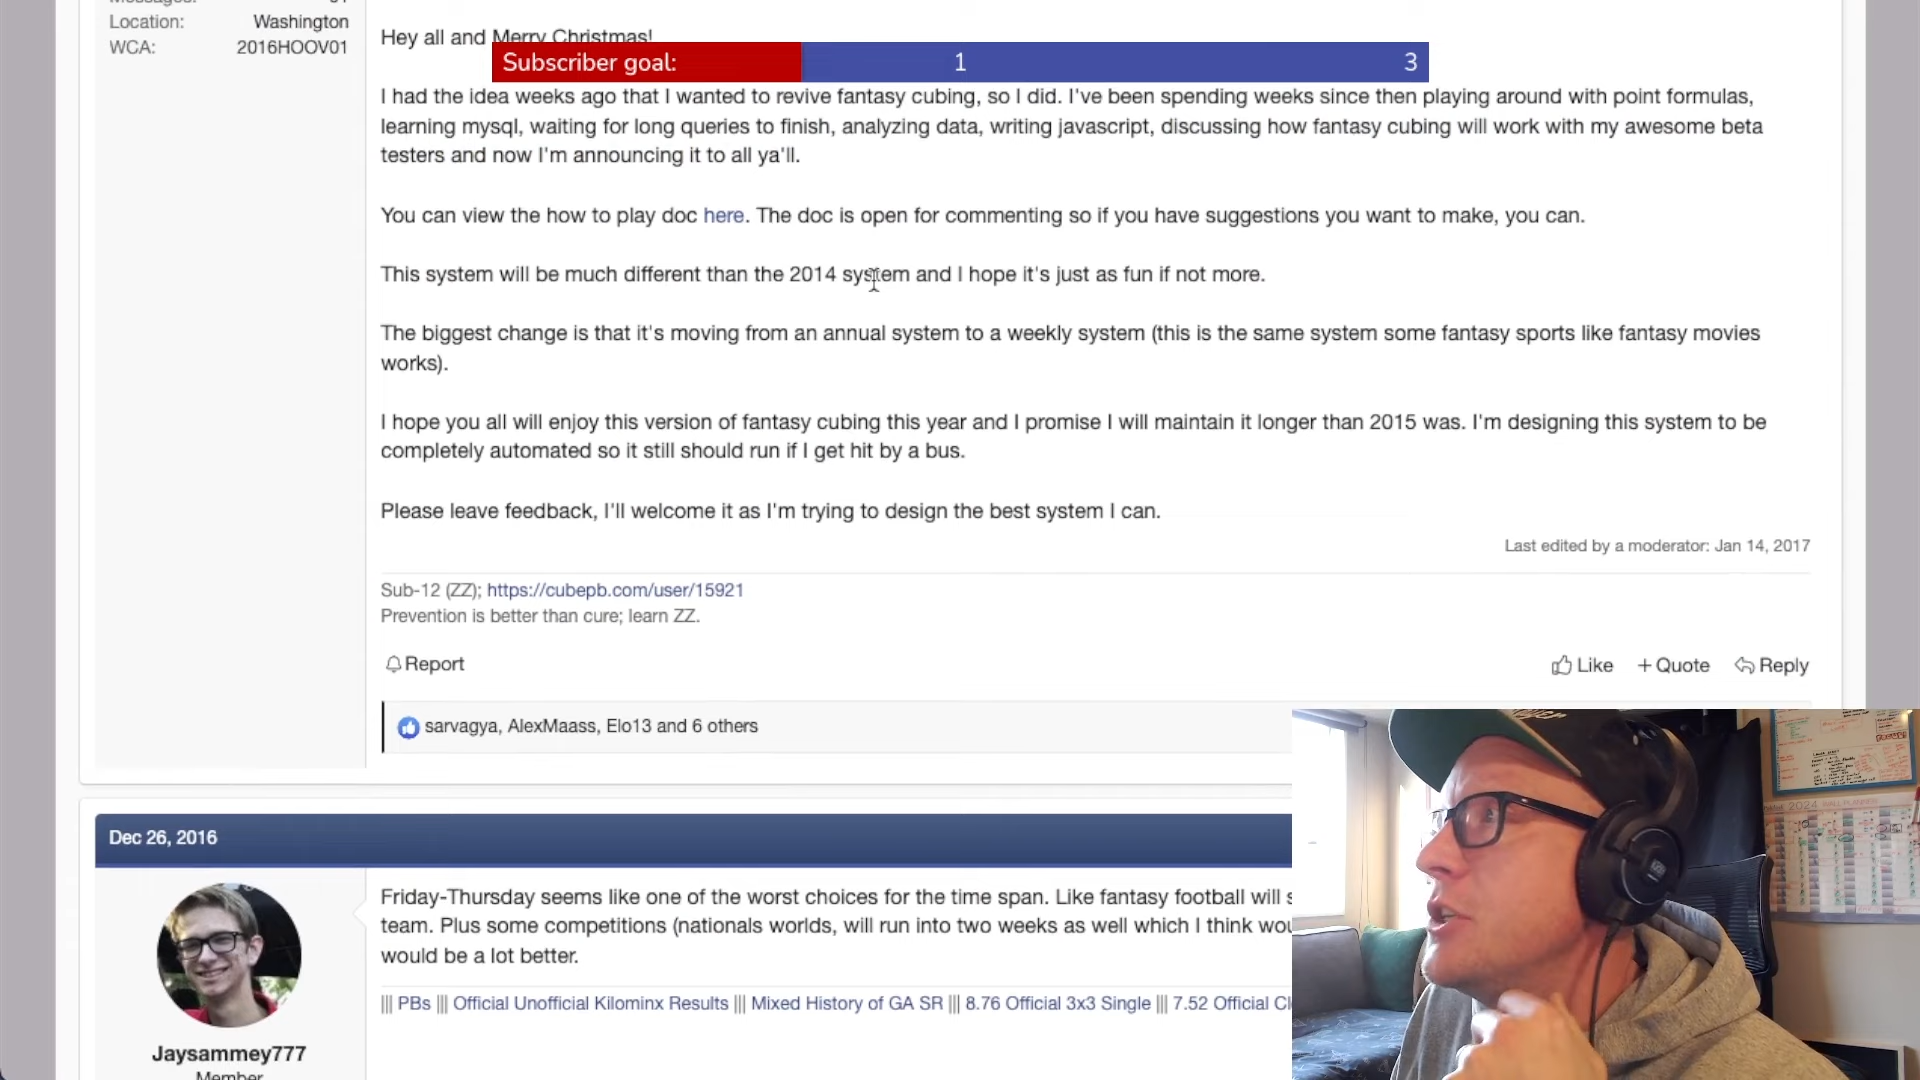 Location: Washington
WCA: 2016HOOV01
Hey all and Merry Christmas!
Subscriber goal: 1 3
I had the idea weeks ago that I wanted to revive fantasy cubing, so I did. I've been spending weeks since then playing around with point formulas,
learning mysql, waiting for long queries to finish, analyzing data, writing javascript, discussing how fantasy cubing will work with my awesome beta
testers and now I'm announcing it to all ya'll.
You can view the how to play doc here. The doc is open for commenting so if you have suggestions you want to make, you can.
This system will be much different than the 2014 system and I hope it's just as fun if not more.
The biggest change is that it's moving from an annual system to a weekly system (this is the same system some fantasy sports like fantasy movies
works).
I hope you all will enjoy this version of fantasy cubing this year and I promise I will maintain it longer than 2015 was. I'm designing this system to be
completely automated so it still should run if I get hit by a bus.
Please leave feedback, I'll welcome it as I'm trying to design the best system I can.
Last edited by a moderator: Jan 14, 2017
Sub-12 (ZZ); https://cubepb.com/user/15921
Prevention is better than cure; learn ZZ.
Report
Like + Quote Reply
sarvagya, AlexMaass, Elo13 and 6 others
Dec 26, 2016
Friday-Thursday seems like one of the worst choices for the time span. Like fantasy football will s
team. Plus some competitions (nationals worlds, will run into two weeks as well which I think wou
would be a lot better.
||| PBs ||| Official Unofficial Kilominx Results ||| Mixed History of GA SR ||| 8.76 Official 3x3 Single ||| 7.52 Official Cl
Jaysammey777
Member